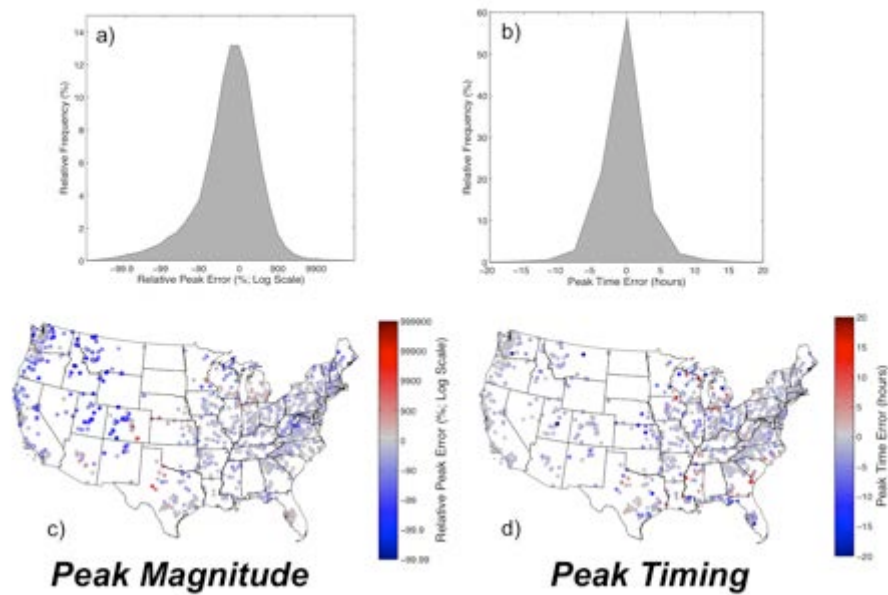 a)
14
12
10
8
6
4
2
0
Relative Frequency (%)
-99.9 -99 -90 0 900 9900
Relative Peak Error (%; Log Scale)
b)
60
50
40
30
20
10
0
Relative Frequency (%)
-20 -15 -10 -5 0 5 10 15 20
Peak Time Error (hours)
c)
999900
99900
9900
900
0
-90
-99
-99.9
-99.99
Relative Peak Error (%; Log Scale)
Peak Magnitude
d)
20
15
10
5
0
-5
-10
-15
-20
Peak Time Error (hours)
Peak Timing